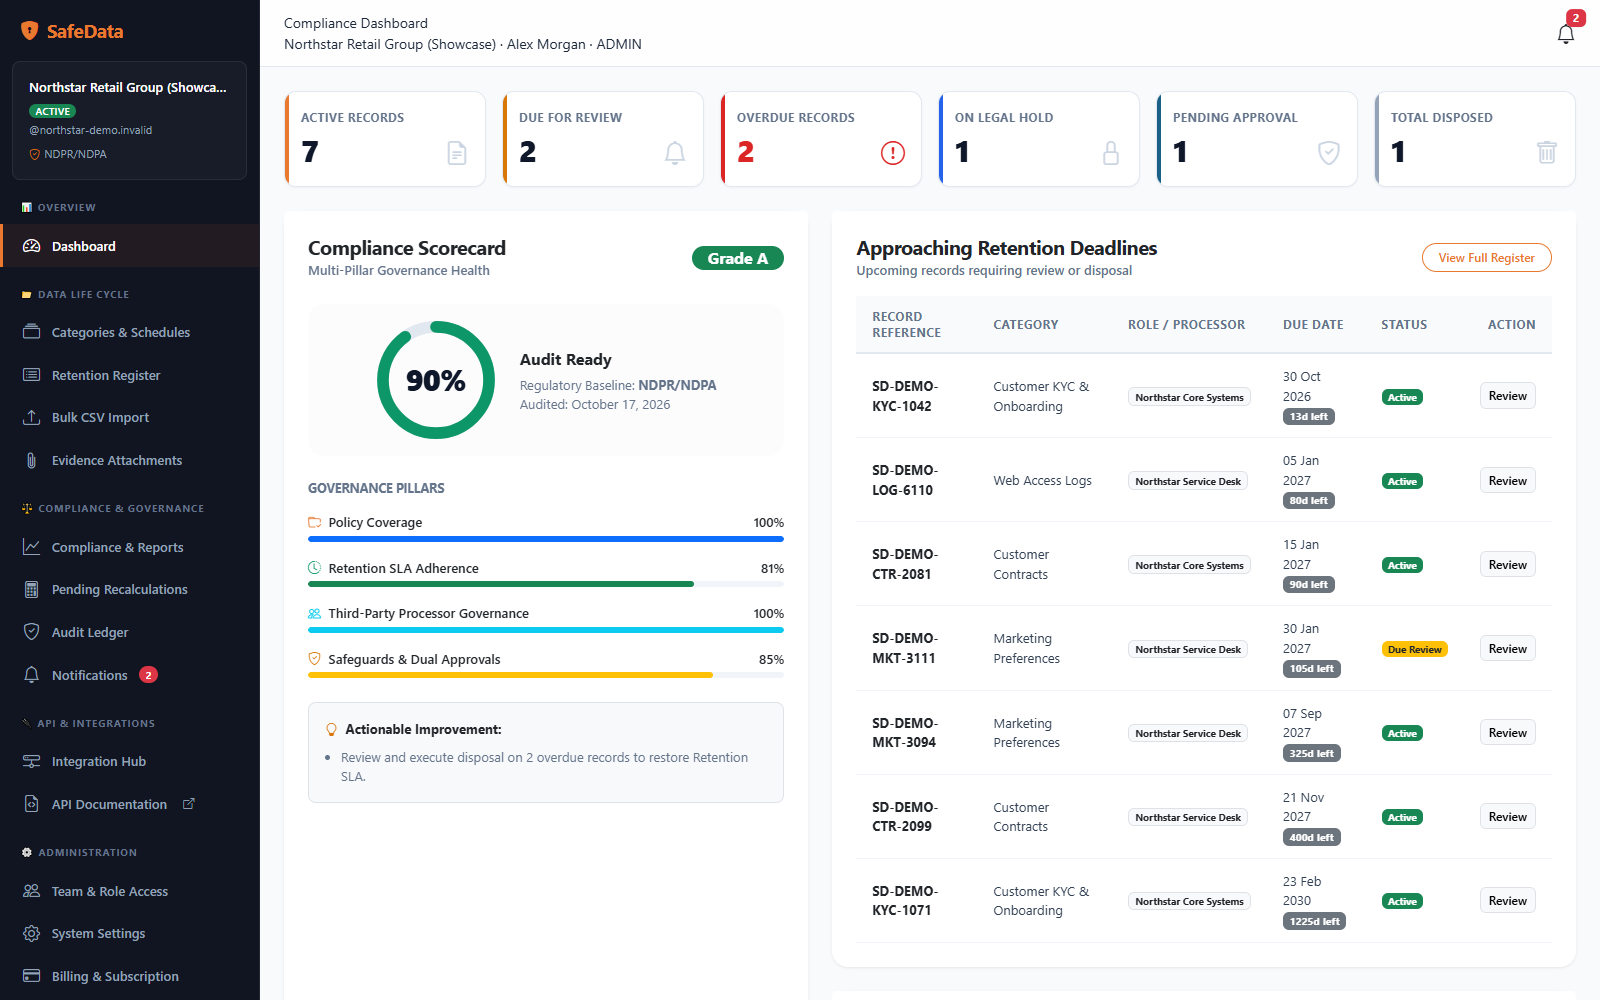 SafeData
Northstar Retail Group (Showca...
ACTIVE
@northstar-demo.invalid
NDPR/NDPA
OVERVIEW
Dashboard
DATA LIFE CYCLE
Categories & Schedules
Retention Register
Bulk CSV Import
Evidence Attachments
COMPLIANCE & GOVERNANCE
Compliance & Reports
Pending Recalculations
Audit Ledger
Notifications 2
API & INTEGRATIONS
Integration Hub
API Documentation
ADMINISTRATION
Team & Role Access
System Settings
Billing & Subscription
Compliance Dashboard
Northstar Retail Group (Showcase) · Alex Morgan · ADMIN
2
ACTIVE RECORDS
7
DUE FOR REVIEW
2
OVERDUE RECORDS
2
ON LEGAL HOLD
1
PENDING APPROVAL
1
TOTAL DISPOSED
1
Compliance Scorecard
Multi-Pillar Governance Health
Grade A
90%
Audit Ready
Regulatory Baseline: NDPR/NDPA
Audited: October 17, 2026
GOVERNANCE PILLARS
Policy Coverage 100%
Retention SLA Adherence 81%
Third-Party Processor Governance 100%
Safeguards & Dual Approvals 85%
Actionable Improvement:
Review and execute disposal on 2 overdue records to restore Retention
SLA.
Approaching Retention Deadlines
Upcoming records requiring review or disposal
View Full Register
RECORD
REFERENCE
CATEGORY
ROLE / PROCESSOR
DUE DATE
STATUS
ACTION
SD-DEMO-
KYC-1042
Customer KYC &
Onboarding
Northstar Core Systems
30 Oct
2026
13d left
Active
Review
SD-DEMO-
LOG-6110
Web Access Logs
Northstar Service Desk
05 Jan
2027
80d left
Active
Review
SD-DEMO-
CTR-2081
Customer
Contracts
Northstar Core Systems
15 Jan
2027
90d left
Active
Review
SD-DEMO-
MKT-3111
Marketing
Preferences
Northstar Service Desk
30 Jan
2027
105d left
Due Review
Review
SD-DEMO-
MKT-3094
Marketing
Preferences
Northstar Service Desk
07 Sep
2027
325d left
Active
Review
SD-DEMO-
CTR-2099
Customer
Contracts
Northstar Service Desk
21 Nov
2027
400d left
Active
Review
SD-DEMO-
KYC-1071
Customer KYC &
Onboarding
Northstar Core Systems
23 Feb
2030
1225d left
Active
Review